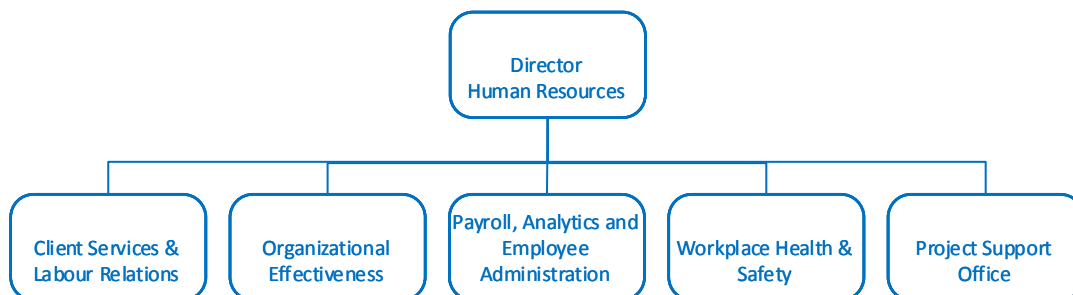 Director
Human Resources
Client Services &
Labour Relations
Organizational
Effectiveness
Payroll, Analytics and
Employee
Administration
Workplace Health &
Safety
Project Support
Office